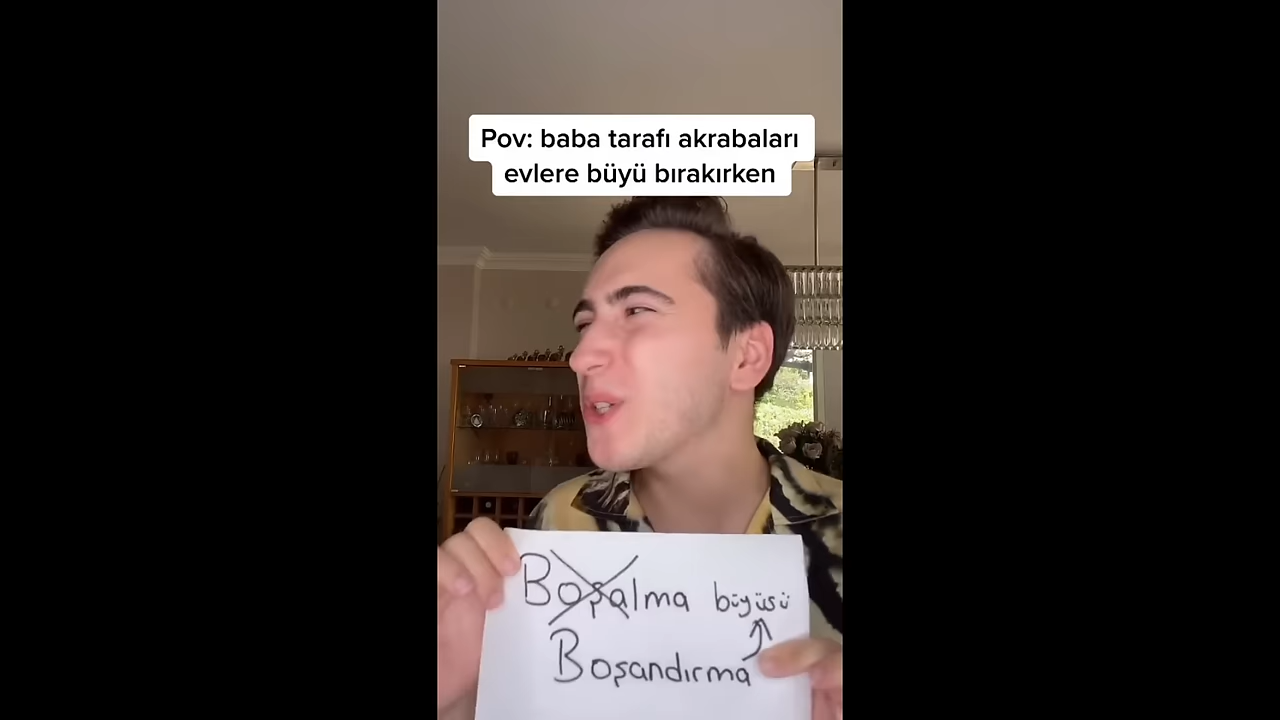 Pov: baba tarafı akrabaları
evlere büyü bırakırken
Boşalma büyüsü
Boşandırma